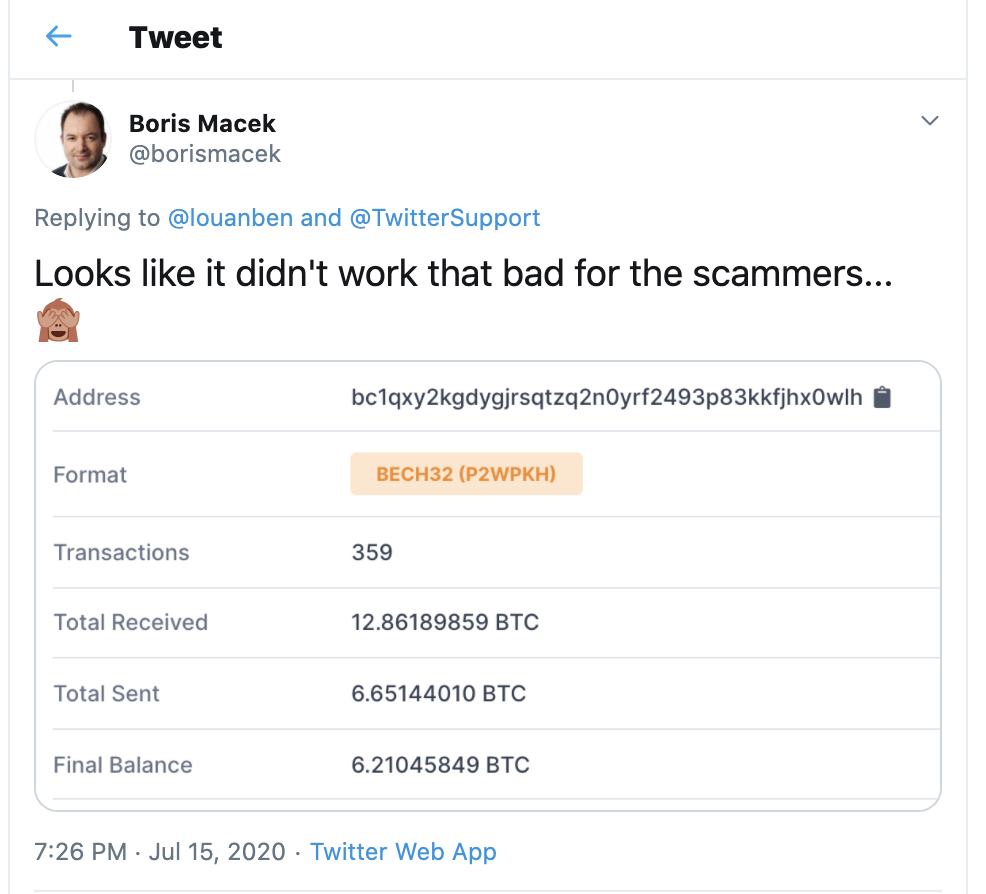 Tweet
Boris Macek
@borismacek
Replying to @louanben and @TwitterSupport
Looks like it didn't work that bad for the scammers...
🙈
Address bc1qxy2kgdygjrsqtzq2n0yrf2493p83kkfjhx0wlh
Format BECH32 (P2WPKH)
Transactions 359
Total Received 12.86189859 BTC
Total Sent 6.65144010 BTC
Final Balance 6.21045849 BTC
7:26 PM · Jul 15, 2020 · Twitter Web App